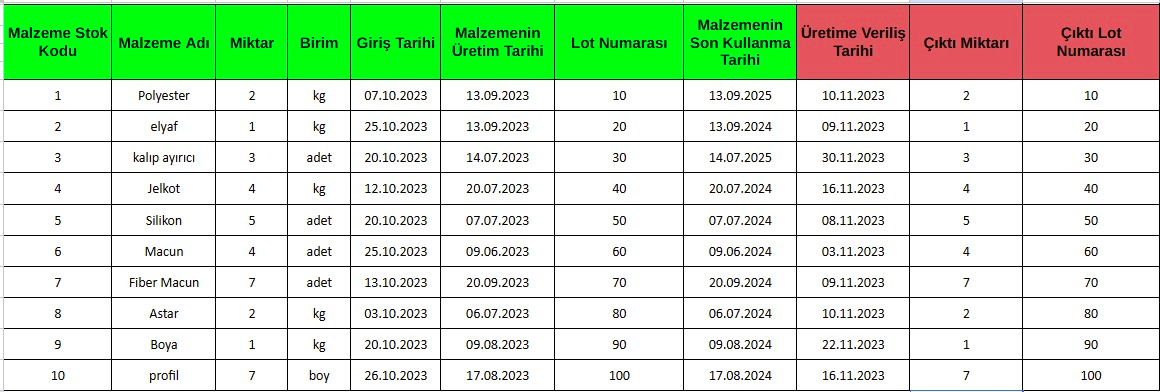 Malzeme Stok Kodu Malzeme Adı Miktar Birim Giriş Tarihi Malzemenin Üretim Tarihi Lot Numarası Malzemenin Son Kullanma Tarihi Üretime Veriliş Tarihi Çıktı Miktarı Çıktı Lot Numarası
1 Polyester 2 kg 07.10.2023 13.09.2023 10 13.09.2025 10.11.2023 2 10
2 elyaf 1 kg 25.10.2023 13.09.2023 20 13.09.2024 09.11.2023 1 20
3 kalıp ayırıcı 3 adet 20.10.2023 14.07.2023 30 14.07.2025 30.11.2023 3 30
4 Jelkot 4 kg 12.10.2023 20.07.2023 40 20.07.2024 16.11.2023 4 40
5 Silikon 5 adet 20.10.2023 07.07.2023 50 07.07.2024 08.11.2023 5 50
6 Macun 4 adet 25.10.2023 09.06.2023 60 09.06.2024 03.11.2023 4 60
7 Fiber Macun 7 adet 13.10.2023 20.09.2023 70 20.09.2024 09.11.2023 7 70
8 Astar 2 kg 03.10.2023 06.07.2023 80 06.07.2024 10.11.2023 2 80
9 Boya 1 kg 20.10.2023 09.08.2023 90 09.08.2024 22.11.2023 1 90
10 profil 7 boy 26.10.2023 17.08.2023 100 17.08.2024 16.11.2023 7 100